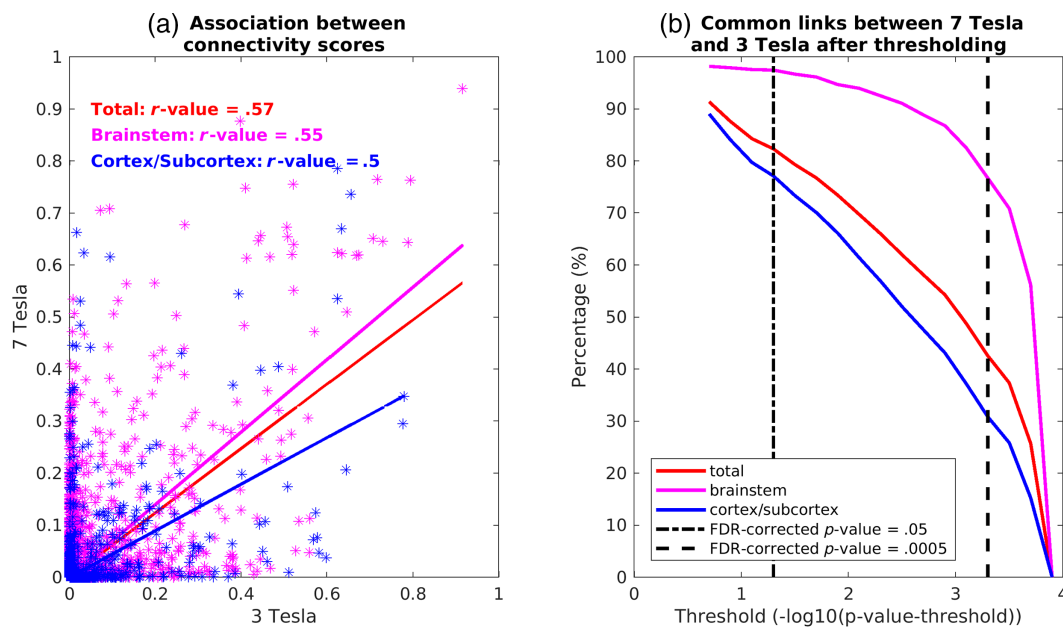 (a) Association between
connectivity scores
1
0.9
0.8
0.7
0.6
0.5
0.4
0.3
0.2
0.1
0
7 Tesla
Total: r-value = .57
Brainstem: r-value = .55
Cortex/Subcortex: r-value = .5
0
0.2
0.4
0.6
0.8
1
3 Tesla
(b) Common links between 7 Tesla
and 3 Tesla after thresholding
100
90
80
70
60
50
40
30
20
10
0
Percentage (%)
total
brainstem
cortex/subcortex
FDR-corrected p-value = .05
FDR-corrected p-value = .0005
0
1
2
3
4
Threshold (-log10(p-value-threshold))